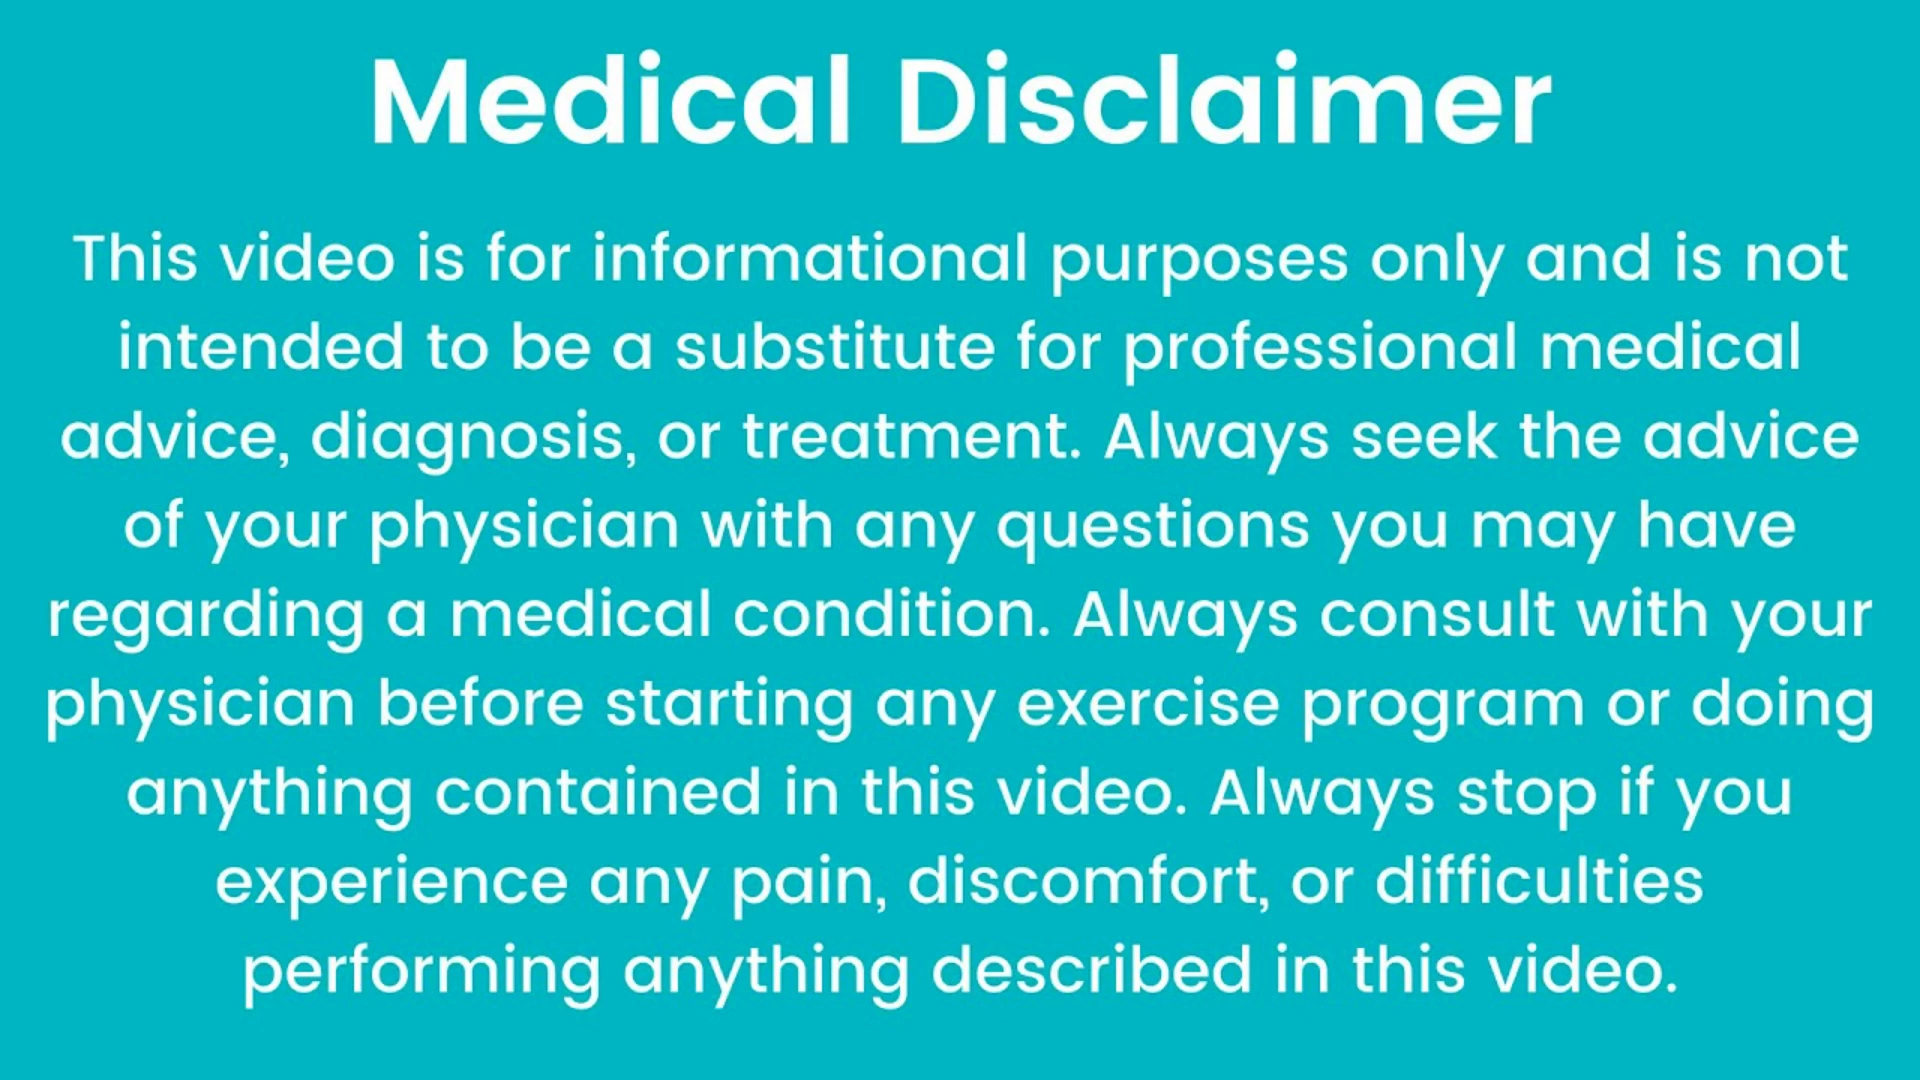 Medical Disclaimer
This video is for informational purposes only and is not
intended to be a substitute for professional medical
advice, diagnosis, or treatment. Always seek the advice
of your physician with any questions you may have
regarding a medical condition. Always consult with your
physician before starting any exercise program or doing
anything contained in this video. Always stop if you
experience any pain, discomfort, or difficulties
performing anything described in this video.